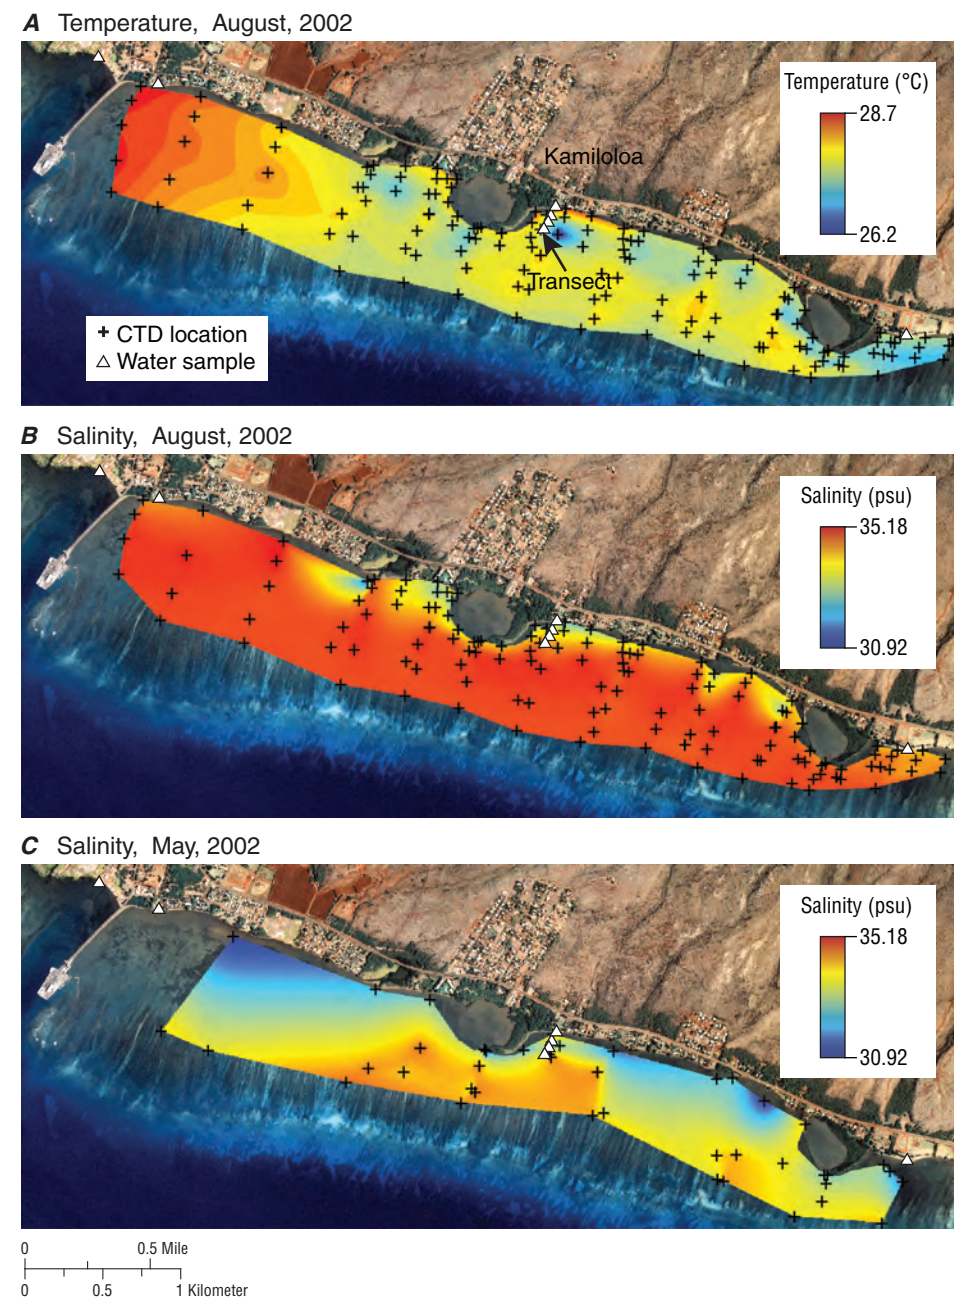 A Temperature, August, 2002
Temperature (°C)
28.7
26.2
Kamiloloa
Transect
+ CTD location
△ Water sample
B Salinity, August, 2002
Salinity (psu)
35.18
30.92
C Salinity, May, 2002
Salinity (psu)
35.18
30.92
0 0.5 Mile
0 0.5 1 Kilometer